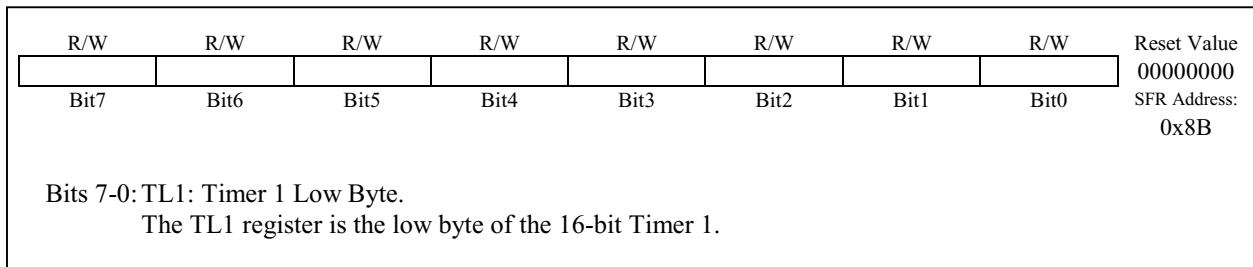 R/W R/W R/W R/W R/W R/W R/W R/W Reset Value
00000000
Bit7 Bit6 Bit5 Bit4 Bit3 Bit2 Bit1 Bit0 SFR Address:
0x8B
Bits 7-0: TL1: Timer 1 Low Byte.
The TL1 register is the low byte of the 16-bit Timer 1.